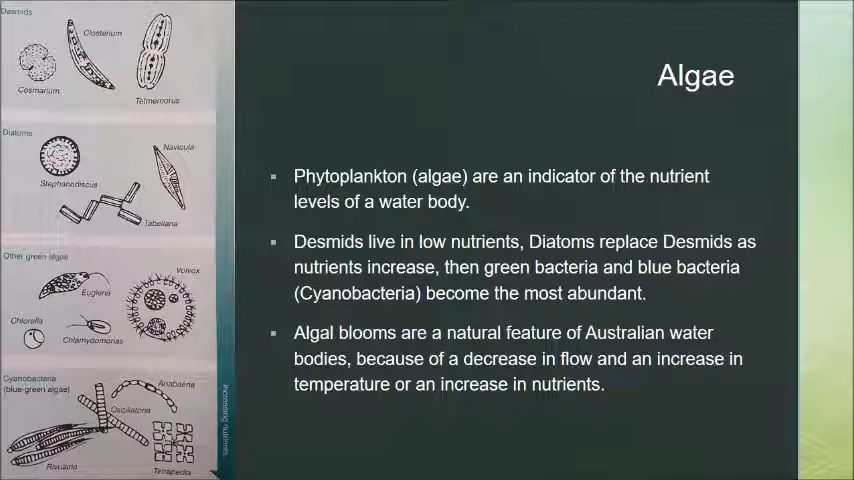 Desmids
Closterium
Cosmarium
Tetmemorus
Diatoms
Navicula
Stephanodiscus
Tabellaria
Other green algae
Volvox
Euglena
Chlorella
Chlamydomonas
Cyanobacteria
(blue-green algae)
Anabaena
Oscillatoria
Rivularia
Tetrapedia
Increasing nutrients
Algae
Phytoplankton (algae) are an indicator of the nutrient
levels of a water body.
Desmids live in low nutrients, Diatoms replace Desmids as
nutrients increase, then green bacteria and blue bacteria
(Cyanobacteria) become the most abundant.
Algal blooms are a natural feature of Australian water
bodies, because of a decrease in flow and an increase in
temperature or an increase in nutrients.